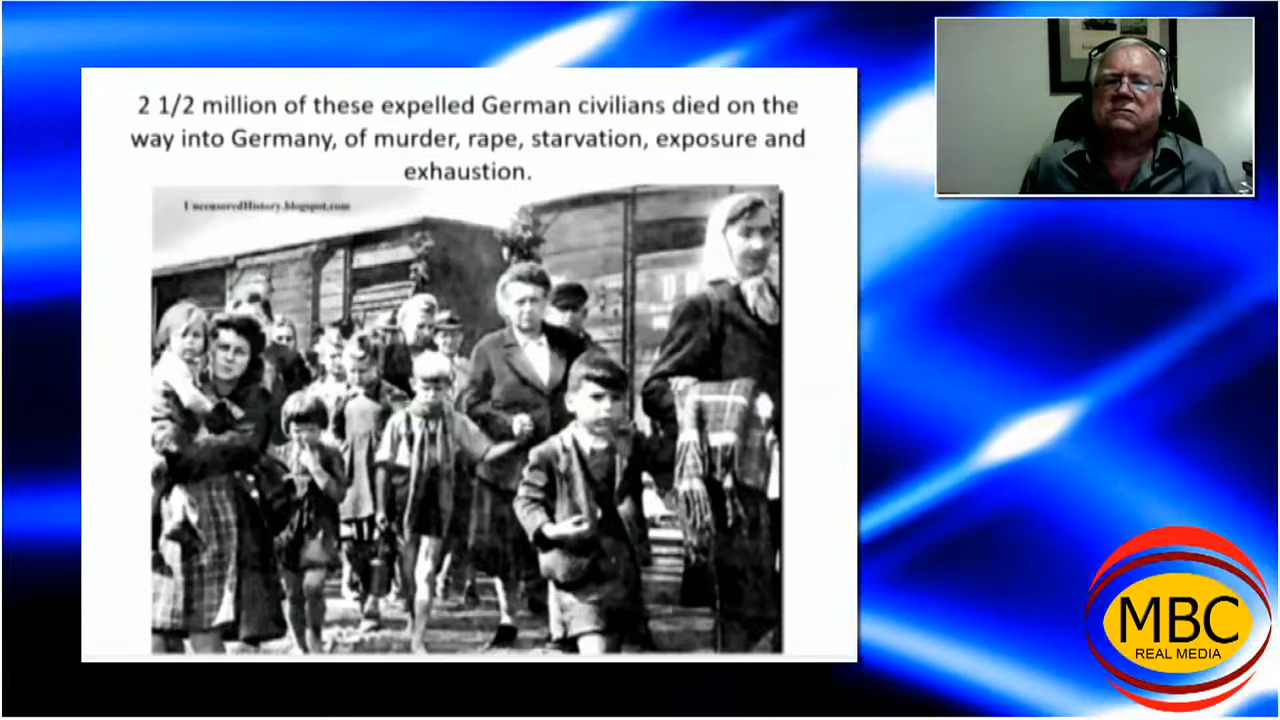 2 1/2 million of these expelled German civilians died on the
way into Germany, of murder, rape, starvation, exposure and
exhaustion.
UncensoredHistory.blogspot.com
MBC
REAL MEDIA